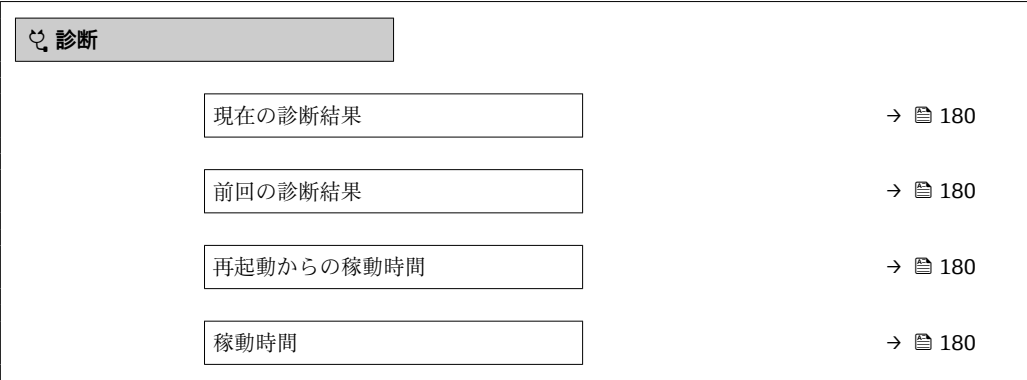 診断
現在の診断結果 → 180
前回の診断結果 → 180
再起動からの稼動時間 → 180
稼動時間 → 180